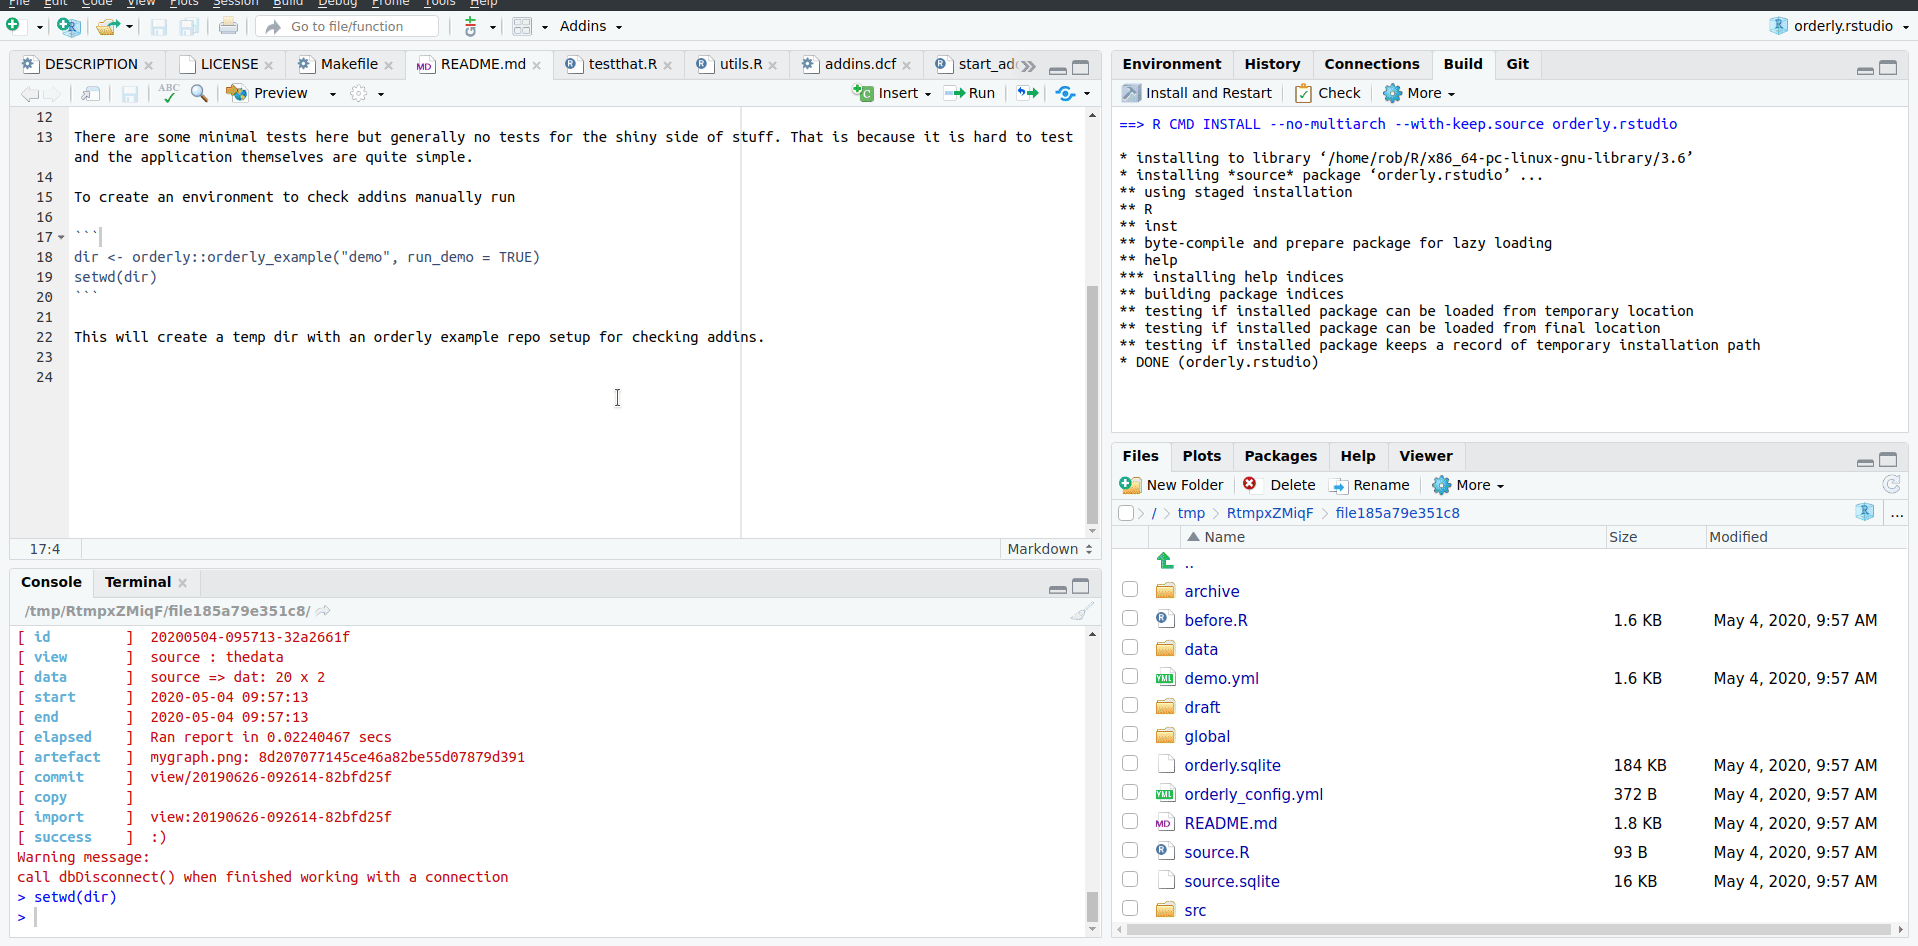 File Edit Code View Plots Session Build Debug Profile Tools Help
Go to file/function Addins orderly.rstudio
DESCRIPTION LICENSE Makefile README.md testthat.R utils.R addins.dcf start_ad
ABC Preview Insert Run
12
13 There are some minimal tests here but generally no tests for the shiny side of stuff. That is because it is hard to test
and the application themselves are quite simple.
14
15 To create an environment to check addins manually run
16
17 ```
18 dir <- orderly::orderly_example("demo", run_demo = TRUE)
19 setwd(dir)
20 ```
21
22 This will create a temp dir with an orderly example repo setup for checking addins.
23
24
17:4 Markdown
Console Terminal
/tmp/RtmpxZMiqF/file185a79e351c8/
[ id ] 20200504-095713-32a2661f
[ view ] source : thedata
[ data ] source => dat: 20 x 2
[ start ] 2020-05-04 09:57:13
[ end ] 2020-05-04 09:57:13
[ elapsed ] Ran report in 0.02240467 secs
[ artefact ] mygraph.png: 8d207077145ce46a82be55d07879d391
[ commit ] view/20190626-092614-82bfd25f
[ copy ]
[ import ] view:20190626-092614-82bfd25f
[ success ] :)
Warning message:
call dbDisconnect() when finished working with a connection
> setwd(dir)
>
Environment History Connections Build Git
Install and Restart Check More
==> R CMD INSTALL --no-multiarch --with-keep.source orderly.rstudio
* installing to library ‘/home/rob/R/x86_64-pc-linux-gnu-library/3.6’
* installing *source* package ‘orderly.rstudio’ ...
** using staged installation
** R
** inst
** byte-compile and prepare package for lazy loading
** help
*** installing help indices
** building package indices
** testing if installed package can be loaded from temporary location
** testing if installed package can be loaded from final location
** testing if installed package keeps a record of temporary installation path
* DONE (orderly.rstudio)
Files Plots Packages Help Viewer
New Folder Delete Rename More
/ tmp RtmpxZMiqF file185a79e351c8 ...
Name Size Modified
..
archive
before.R 1.6 KB May 4, 2020, 9:57 AM
data
demo.yml 1.6 KB May 4, 2020, 9:57 AM
draft
global
orderly.sqlite 184 KB May 4, 2020, 9:57 AM
orderly_config.yml 372 B May 4, 2020, 9:57 AM
README.md 1.8 KB May 4, 2020, 9:57 AM
source.R 93 B May 4, 2020, 9:57 AM
source.sqlite 16 KB May 4, 2020, 9:57 AM
src